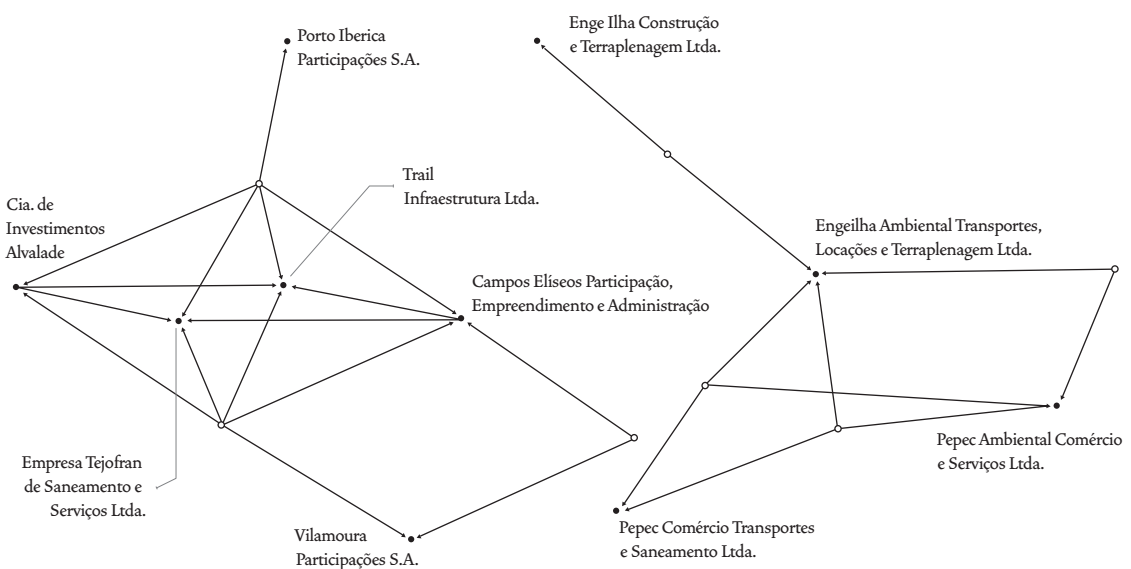 Porto Iberica
Participações S.A.
Enge Ilha Construção
e Terraplenagem Ltda.
Trail
Infraestrutura Ltda.
Cia. de
Investimentos
Alvalade
Engeilha Ambiental Transportes,
Locações e Terraplenagem Ltda.
Campos Elíseos Participação,
Empreendimento e Administração
Pepec Ambiental Comércio
e Serviços Ltda.
Empresa Tejofran
de Saneamento e
Serviços Ltda.
Vilamoura
Participações S.A.
Pepec Comércio Transportes
e Saneamento Ltda.